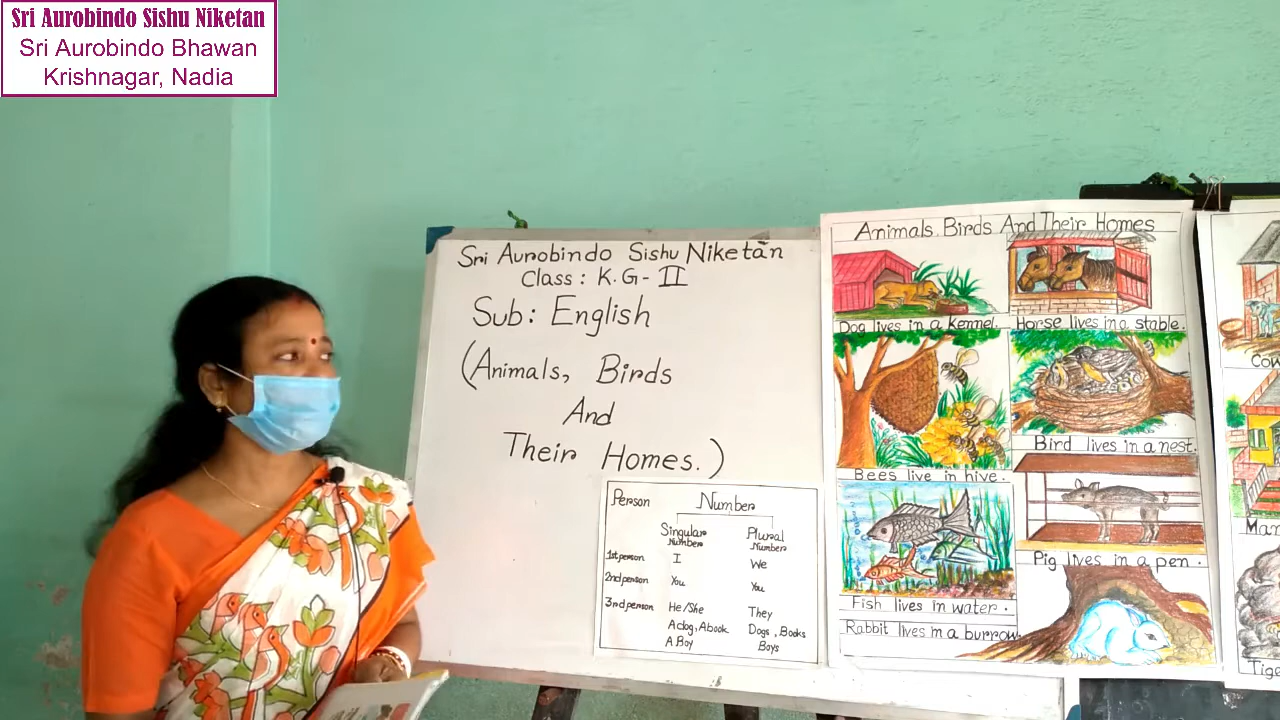 Sri Aurobindo Sishu Niketan
Sri Aurobindo Bhawan
Krishnagar, Nadia
Sri Aurobindo Sishu Niketan
Class : K.G - II
Sub : English
(Animals, Birds
And
Their Homes.)
Person Number
Singular Number Plural Number
1st person I We
2nd person You You
3rd person He/She They
A dog, A book Dogs, Books
A Boy Boys
Animals, Birds And Their Homes
Dog lives in a kennel. Horse lives in a stable.
Bees live in hive. Bird lives in a nest.
Fish lives in water. Pig lives in a pen.
Rabbit lives in a burrow.